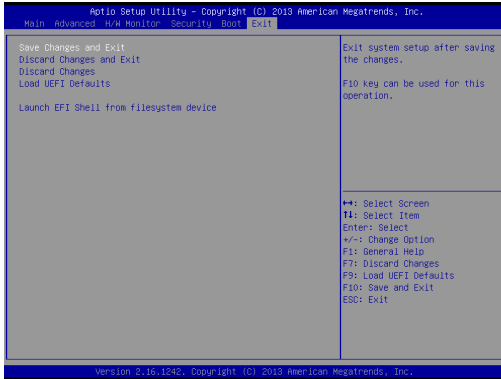 Aptio Setup Utility – Copyright (C) 2013 American Megatrends, Inc.
Main Advanced H/W Monitor Security Boot Exit
Save Changes and Exit
Discard Changes and Exit
Discard Changes
Load UEFI Defaults
Launch EFI Shell from filesystem device
Exit system setup after saving
the changes.
F10 key can be used for this
operation.
↔: Select Screen
↑↓: Select Item
Enter: Select
+/-: Change Option
F1: General Help
F7: Discard Changes
F9: Load UEFI Defaults
F10: Save and Exit
ESC: Exit
Version 2.16.1242. Copyright (C) 2013 American Megatrends, Inc.